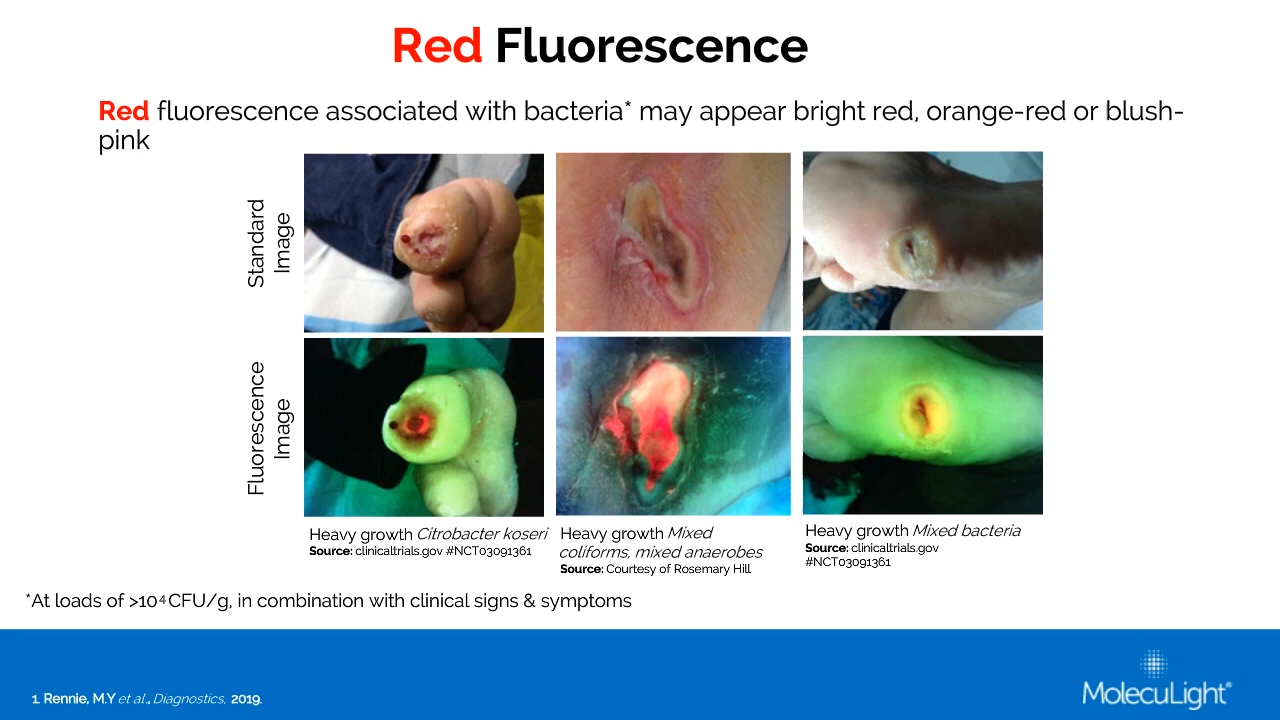 Red Fluorescence
Red fluorescence associated with bacteria* may appear bright red, orange-red or blush-
pink
Standard
Image
Fluorescence
Image
Heavy growth Citrobacter koseri
Source: clinicaltrials.gov #NCT03091361
Heavy growth Mixed
coliforms, mixed anaerobes
Source: Courtesy of Rosemary Hill
Heavy growth Mixed bacteria
Source: clinicaltrials.gov
#NCT03091361
*At loads of >10⁴ CFU/g, in combination with clinical signs & symptoms
1. Rennie, M.Y et al., Diagnostics, 2019.
MolecuLight®